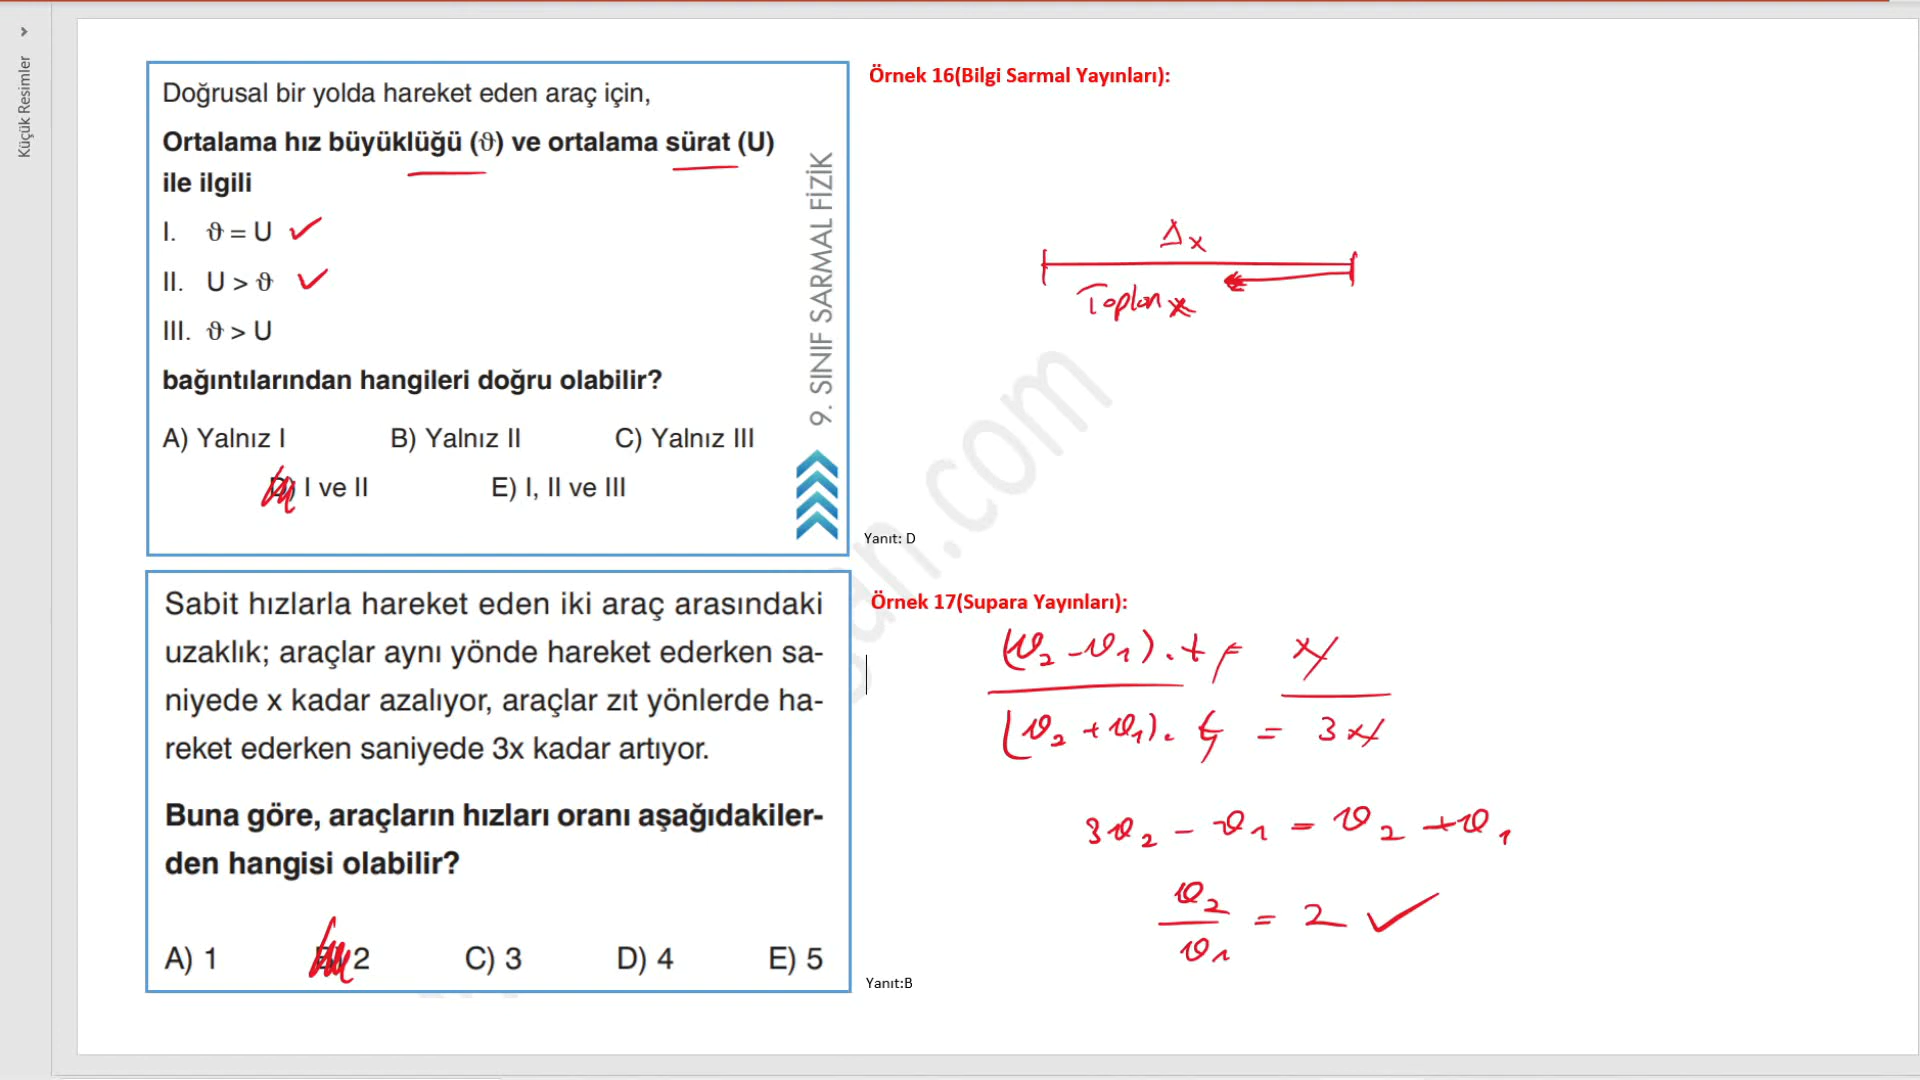 Küçük Resimler
Doğrusal bir yolda hareket eden araç için,
Ortalama hız büyüklüğü (ϑ) ve ortalama sürat (U)
ile ilgili
I. ϑ = U ✓
II. U > ϑ ✓
III. ϑ > U
bağıntılarından hangileri doğru olabilir?
A) Yalnız I B) Yalnız II C) Yalnız III
D) I ve II E) I, II ve III
9. SINIF SARMAL FİZİK
Örnek 16(Bilgi Sarmal Yayınları):
Δx
Toplam x
Yanıt: D
Sabit hızlarla hareket eden iki araç arasındaki
uzaklık; araçlar aynı yönde hareket ederken sa-
niyede x kadar azalıyor, araçlar zıt yönlerde ha-
reket ederken saniyede 3x kadar artıyor.
Buna göre, araçların hızları oranı aşağıdakiler-
den hangisi olabilir?
A) 1 B) 2 C) 3 D) 4 E) 5
Örnek 17(Supara Yayınları):
(ϑ2 - ϑ1) . t = x
(ϑ2 + ϑ1) . t = 3x
3ϑ2 - ϑ1 = ϑ2 + ϑ1
ϑ2
= 2 ✓
ϑ1
Yanıt:B
an.com